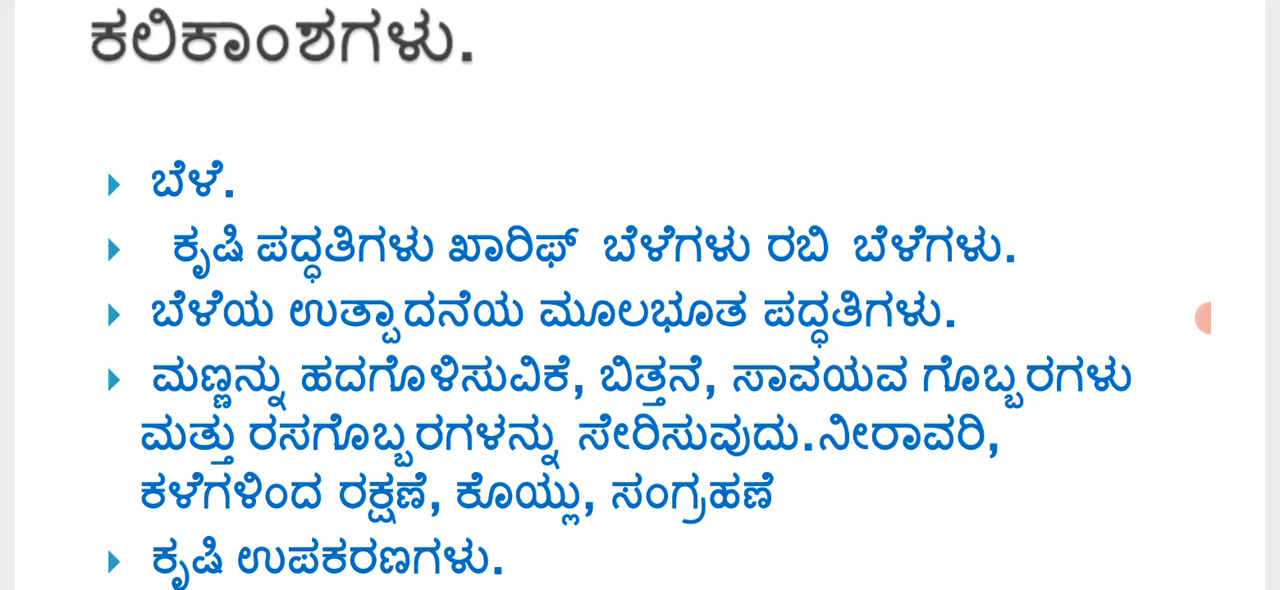 ಕಲಿಕಾಂಶಗಳು.
ಬೆಳೆ.
ಕೃಷಿ ಪದ್ಧತಿಗಳು ಖಾರಿಫ್ ಬೆಳೆಗಳು ರಬಿ ಬೆಳೆಗಳು.
ಬೆಳೆಯ ಉತ್ಪಾದನೆಯ ಮೂಲಭೂತ ಪದ್ಧತಿಗಳು.
ಮಣ್ಣನ್ನು ಹದಗೊಳಿಸುವಿಕೆ, ಬಿತ್ತನೆ, ಸಾವಯವ ಗೊಬ್ಬರಗಳು
ಮತ್ತು ರಸಗೊಬ್ಬರಗಳನ್ನು ಸೇರಿಸುವುದು.ನೀರಾವರಿ,
ಕಳೆಗಳಿಂದ ರಕ್ಷಣೆ, ಕೊಯ್ಲು, ಸಂಗ್ರಹಣೆ
ಕೃಷಿ ಉಪಕರಣಗಳು.